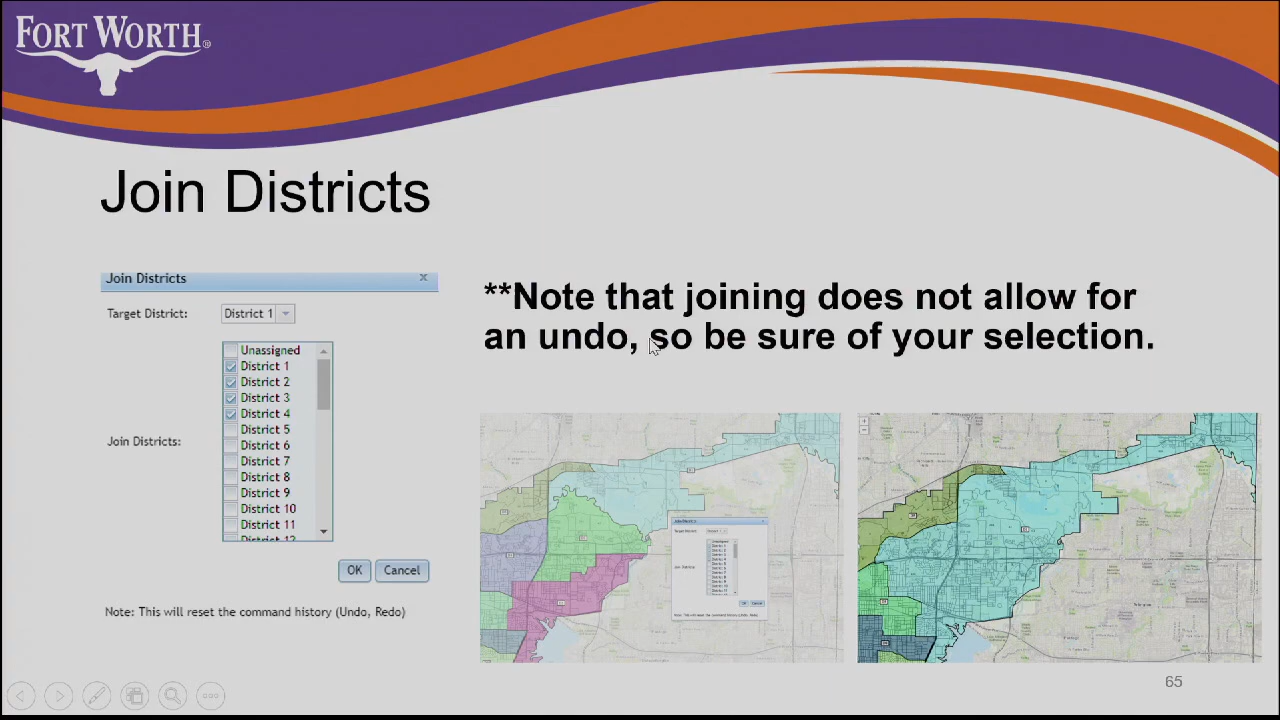 FORT WORTH®
Join Districts
Join Districts x
Target District: District 1
Unassigned
District 1
District 2
District 3
District 4
District 5
Join Districts:
District 6
District 7
District 8
District 9
District 10
District 11
District 12
OK Cancel
Note: This will reset the command history (Undo, Redo)
**Note that joining does not allow for
an undo, so be sure of your selection.
65